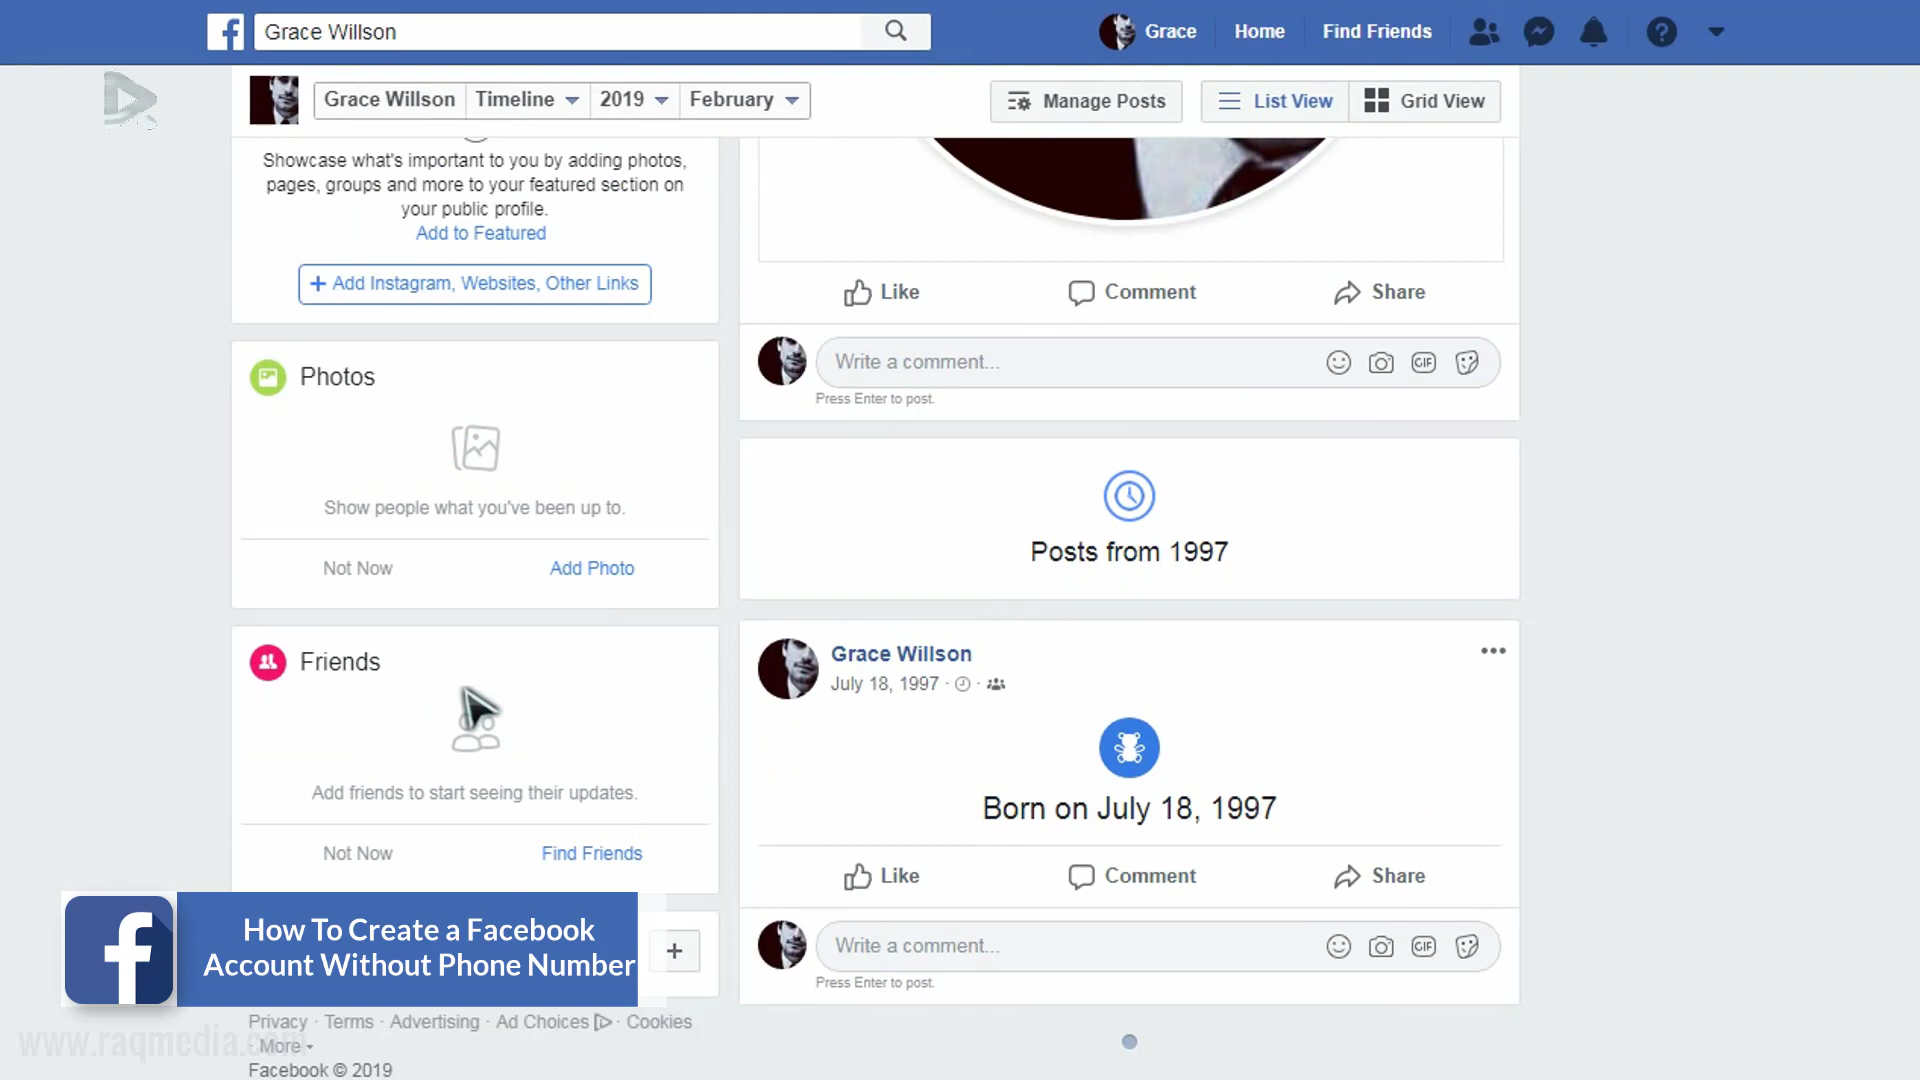 Grace Willson
Grace
Home
Find Friends
Grace Willson
Timeline
2019
February
Manage Posts
List View
Grid View
Showcase what's important to you by adding photos,
pages, groups and more to your featured section on
your public profile.
Add to Featured
+ Add Instagram, Websites, Other Links
Photos
Show people what you've been up to.
Not Now
Add Photo
Friends
Add friends to start seeing their updates.
Not Now
Find Friends
Like
Comment
Share
Write a comment...
GIF
Press Enter to post.
Posts from 1997
Grace Willson
July 18, 1997
Born on July 18, 1997
Like
Comment
Share
Write a comment...
GIF
Press Enter to post.
How To Create a Facebook
Account Without Phone Number
Privacy · Terms · Advertising · Ad Choices · Cookies
· More
Facebook © 2019
www.raqmedia.com